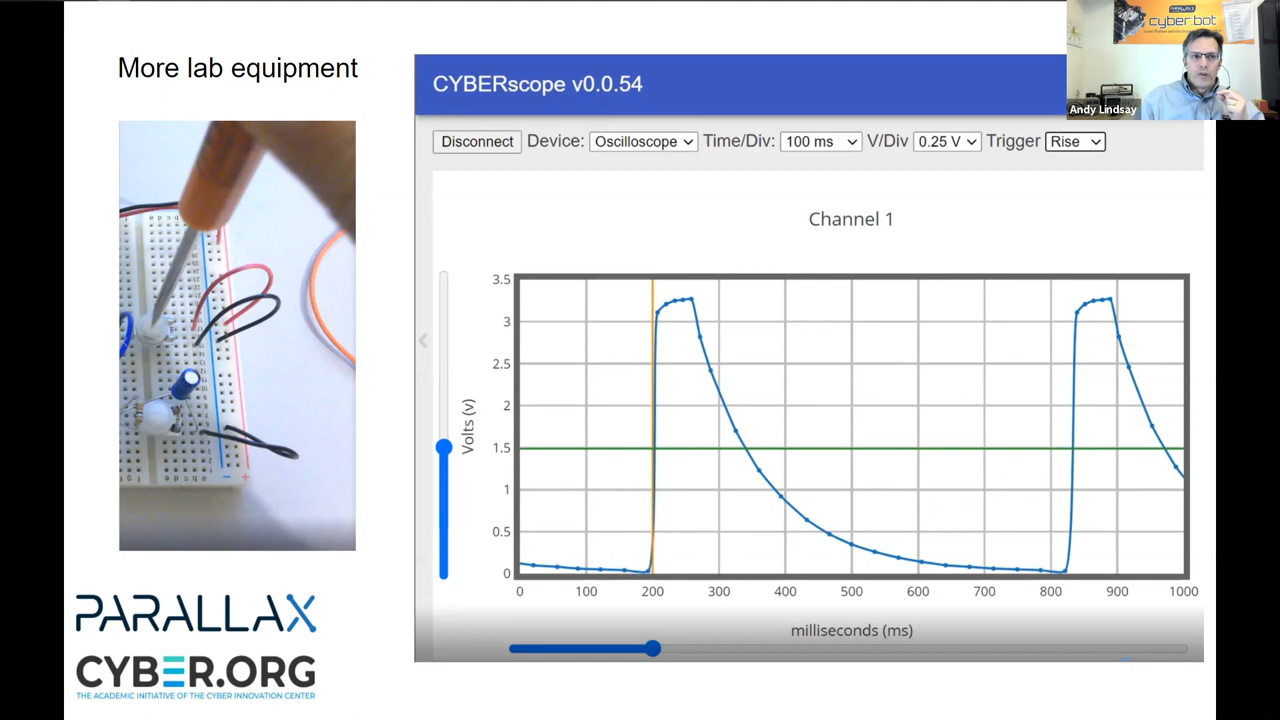 More lab equipment
PARALLAX
CYBER.ORG
THE ACADEMIC INITIATIVE OF THE CYBER INNOVATION CENTER
CYBERscope v0.0.54
Disconnect Device: Oscilloscope Time/Div: 100 ms V/Div 0.25 V Trigger Rise
Channel 1
Volts (v)
3.5
3
2.5
2
1.5
1
0.5
0
0 100 200 300 400 500 600 700 800 900 1000
milliseconds (ms)
cyber:bot
Andy Lindsay